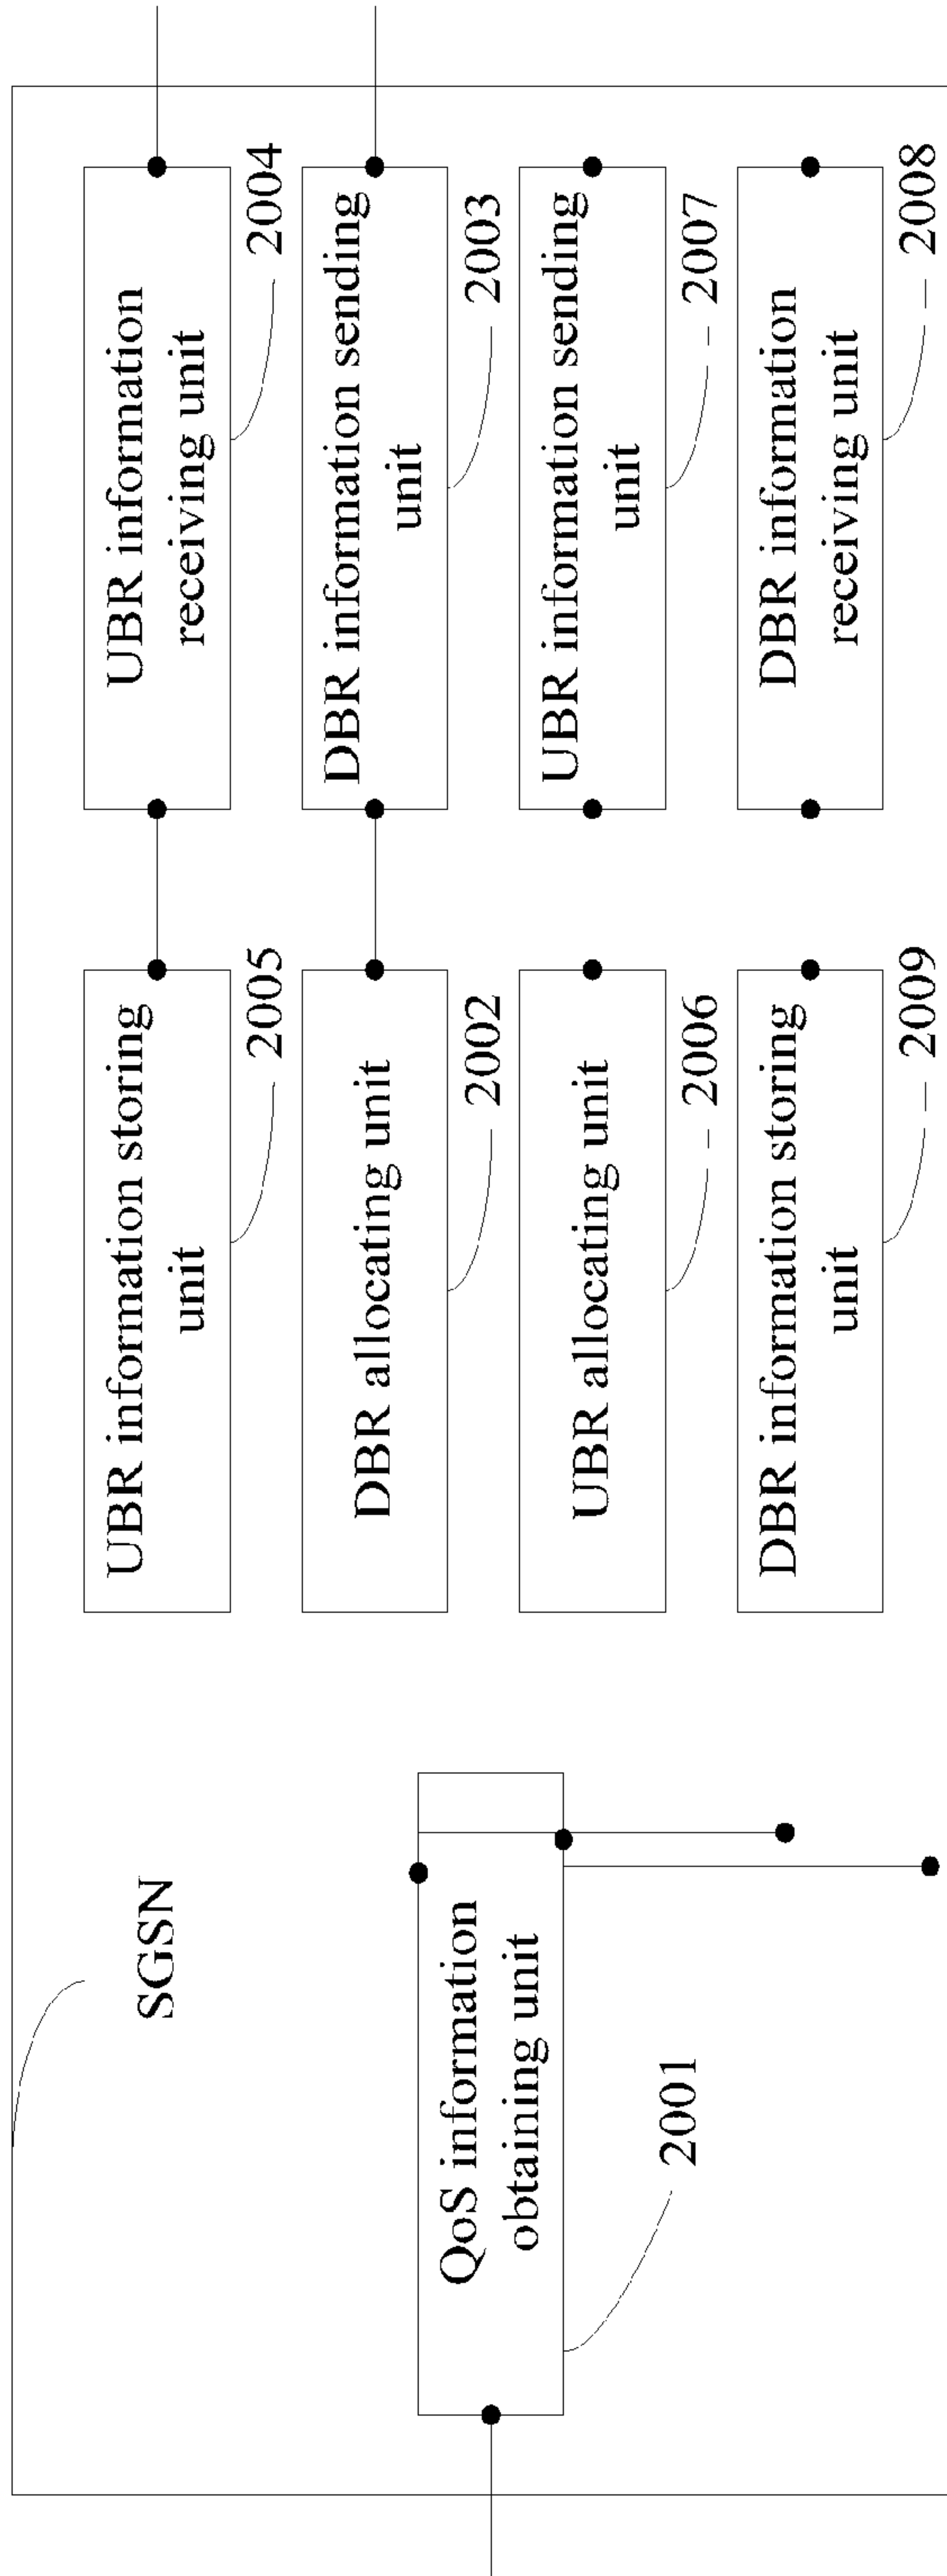 SGSN
UBR information storing
unit
2005
UBR information
receiving unit
2004
QoS information
obtaining unit
2001
DBR allocating unit
2002
DBR information sending
unit
2003
UBR allocating unit
2006
UBR information sending
unit
2007
DBR information storing
unit
2009
DBR information
receiving unit
2008